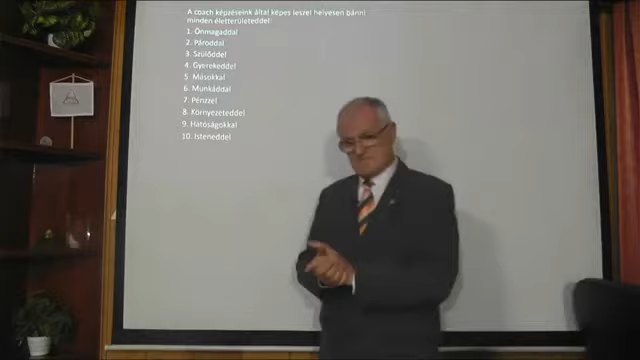 A coach képzéseink által képes leszel helyesen bánni
minden életterületeddel:
1. Önmagaddal
2. Pároddal
3. Szülőddel
4. Gyerekeddel
5. Másokkal
6. Munkáddal
7. Pénzzel
8. Környezeteddel
9. Hatóságokkal
10. Isteneddel